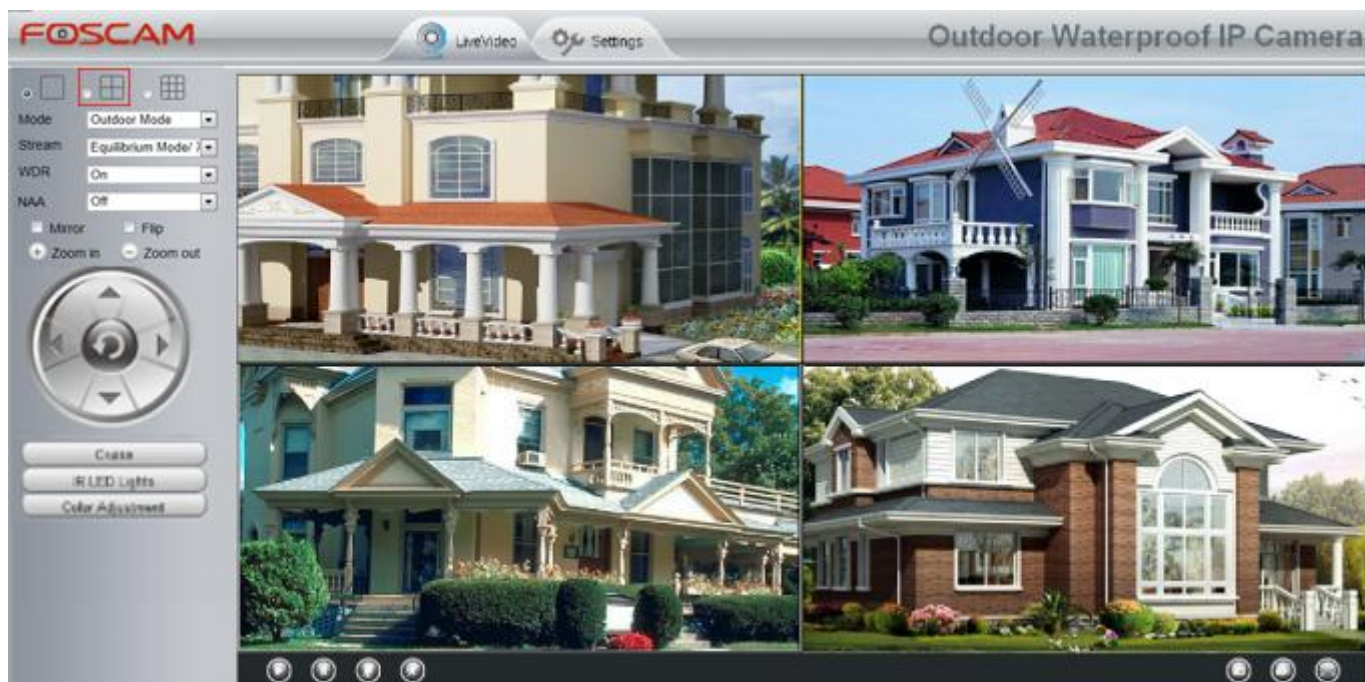 FOSCAM
LiveVideo
Settings
Outdoor Waterproof IP Camera
Mode
Outdoor Mode
Stream
Equilibrium Mode/
WDR
On
NAA
Off
Mirror
Flip
Zoom in
Zoom out
Cruise
IR LED Lights
Color Adjustment